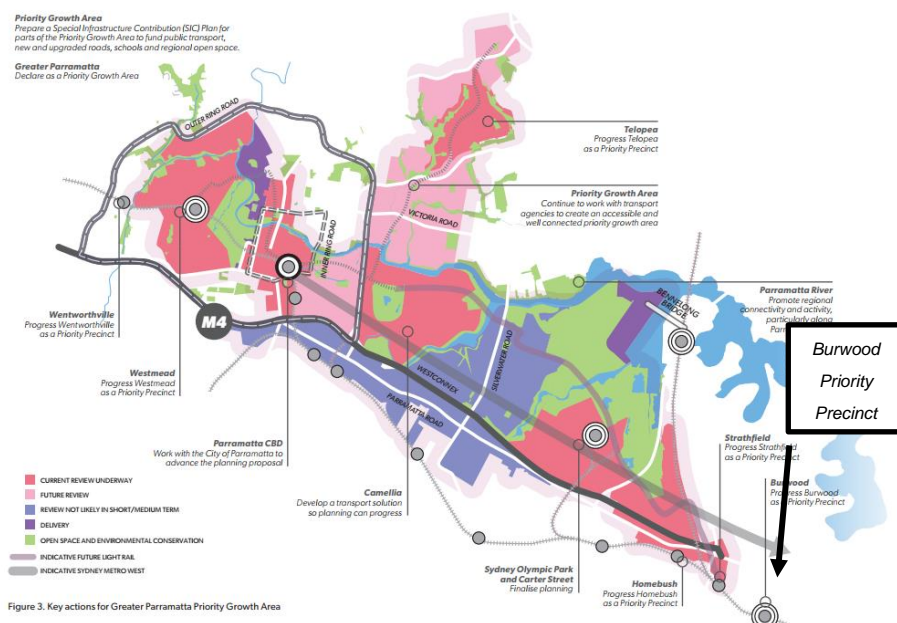 Priority Growth Area
Prepare a Special Infrastructure Contribution (SIC) Plan for
parts of the Priority Growth Area to fund public transport,
new and upgraded roads, schools and regional open space.
Greater Parramatta
Declare as a Priority Growth Area
OUTER RING ROAD
Telopea
Progress Telopea
as a Priority Precinct
Priority Growth Area
Continue to work with transport
agencies to create an accessible and
well connected priority growth area
VICTORIA ROAD
INNER RING ROAD
BENNELONG
BRIDGE
Parramatta River
Promote regional
connectivity and activity,
particularly along
Burwood
Priority
Precinct
Wentworthville
Progress Wentworthville
as a Priority Precinct
M4
SILVERWATER ROAD
WESTCONNEX
PARRAMATTA ROAD
Westmead
Progress Westmead
as a Priority Precinct
Parramatta CBD
Work with the City of Parramatta to
advance the planning proposal
Strathfield
Progress Strathfield
as a Priority Precinct
Camellia
Develop a transport solution
so planning can progress
Burwood
Progress Burwood
as a Priority Precinct
CURRENT REVIEW UNDERWAY
FUTURE REVIEW
REVIEW NOT LIKELY IN SHORT/MEDIUM TERM
DELIVERY
OPEN SPACE AND ENVIRONMENTAL CONSERVATION
INDICATIVE FUTURE LIGHT RAIL
INDICATIVE SYDNEY METRO WEST
Sydney Olympic Park
and Carter Street
Finalise planning
Homebush
Progress Homebush
as a Priority Precinct
Figure 3. Key actions for Greater Parramatta Priority Growth Area